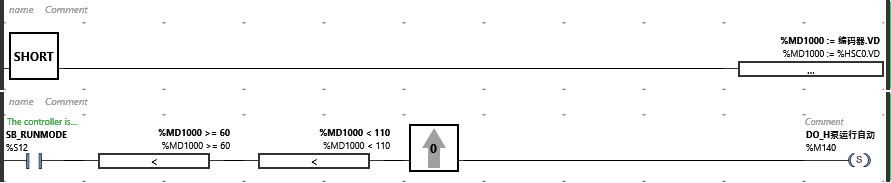 name Comment
SHORT
%MD1000 := 编码器.VD
%MD1000 := %HSC0.VD
...
name Comment
The controller is...
SB_RUNMODE
%S12
%MD1000 >= 60
%MD1000 >= 60
<
%MD1000 < 110
%MD1000 < 110
<
0
Comment
DO_H泵运行自动
%M140
S